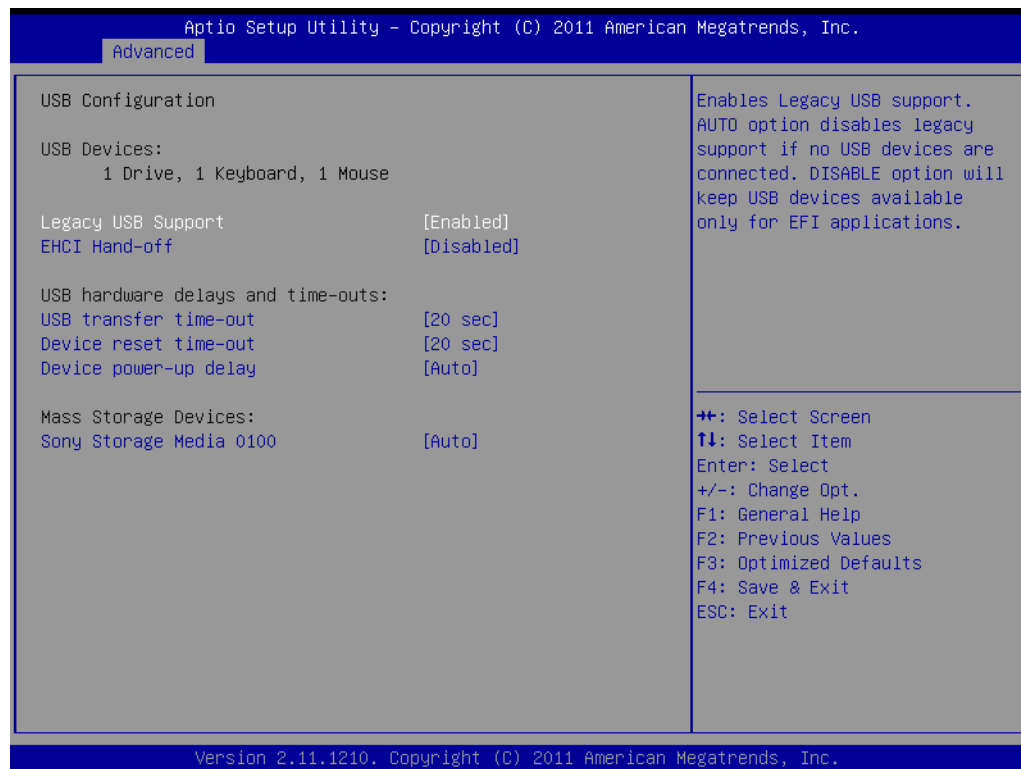 Aptio Setup Utility – Copyright (C) 2011 American Megatrends, Inc.
Advanced
USB Configuration
USB Devices:
1 Drive, 1 Keyboard, 1 Mouse
Legacy USB Support [Enabled]
EHCI Hand-off [Disabled]
USB hardware delays and time-outs:
USB transfer time-out [20 sec]
Device reset time-out [20 sec]
Device power-up delay [Auto]
Mass Storage Devices:
Sony Storage Media 0100 [Auto]
Enables Legacy USB support.
AUTO option disables legacy
support if no USB devices are
connected. DISABLE option will
keep USB devices available
only for EFI applications.
→←: Select Screen
↑↓: Select Item
Enter: Select
+/-: Change Opt.
F1: General Help
F2: Previous Values
F3: Optimized Defaults
F4: Save & Exit
ESC: Exit
Version 2.11.1210. Copyright (C) 2011 American Megatrends, Inc.